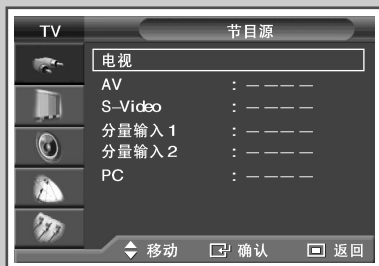 TV 节目源
电视
AV : ————
S-Video : ————
分量输入 1 : ————
分量输入 2 : ————
PC : ————
移动 确认 返回